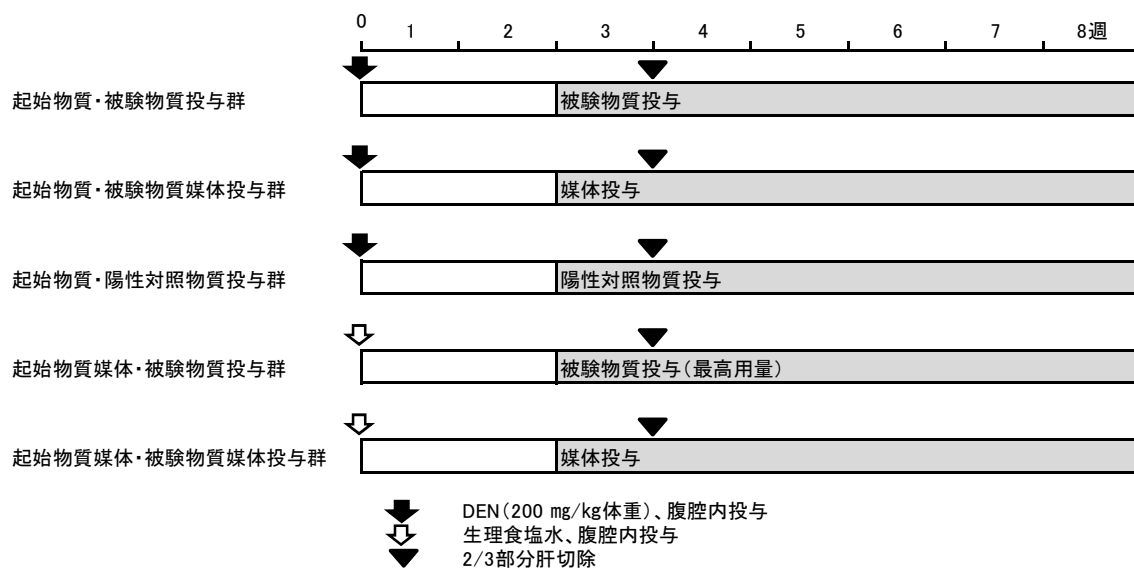 0 1 2 3 4 5 6 7 8週
起始物質・被験物質投与群 被験物質投与
起始物質・被験物質媒体投与群 媒体投与
起始物質・陽性対照物質投与群 陽性対照物質投与
起始物質媒体・被験物質投与群 被験物質投与(最高用量)
起始物質媒体・被験物質媒体投与群 媒体投与
DEN(200 mg/kg体重)、腹腔内投与
生理食塩水、腹腔内投与
2/3部分肝切除